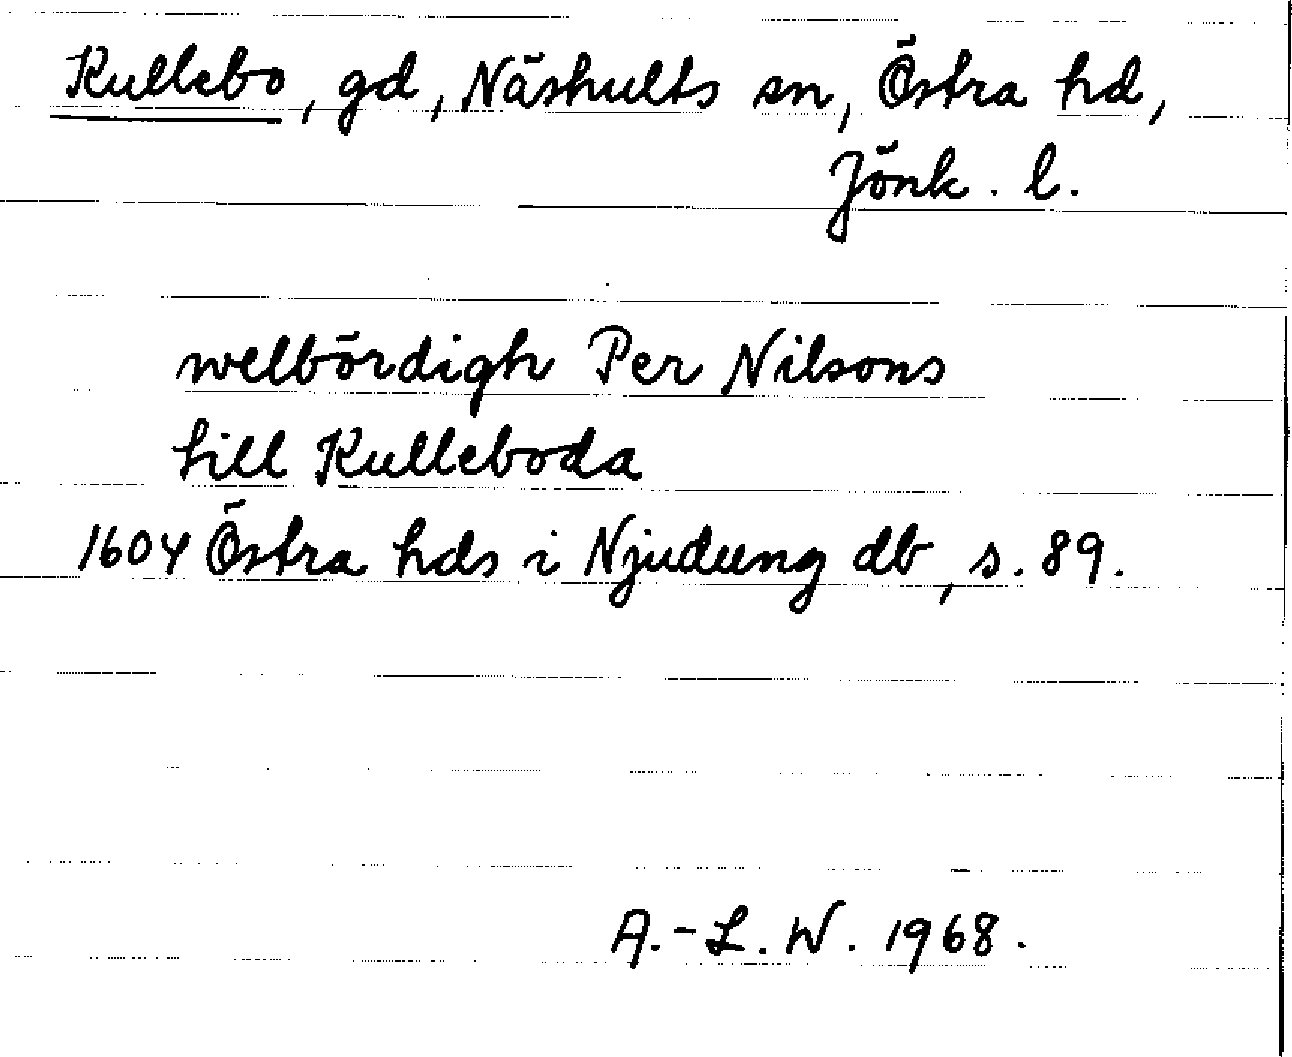 Kullebo, gd, Näshults sn, Östra hd,
Jönk. l.
welbördigh Per Nilsons
till Kulleboda
1604 Östra hds i Njudung db, s. 89.
A.-L. W. 1968.